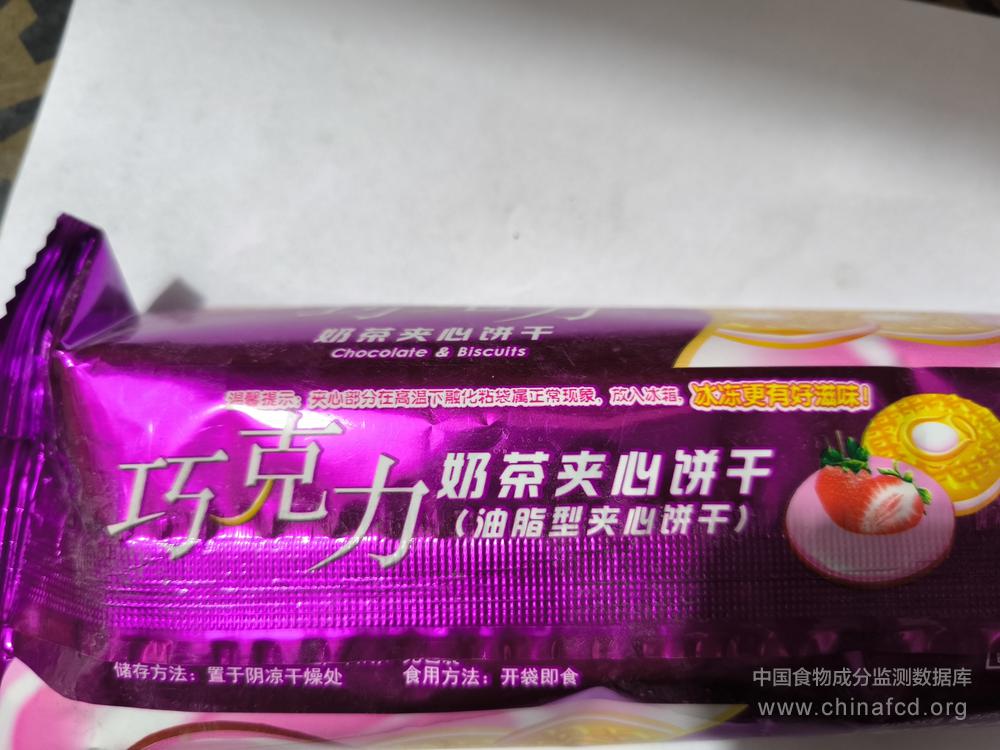 奶茶夹心饼干
Chocolate & Biscuits
温馨提示：夹心部分在高温下融化粘袋属正常现象，放入冰箱，冰冻更有好滋味！
巧克力 奶茶夹心饼干
（油脂型夹心饼干）
储存方法：置于阴凉干燥处 食用方法：开袋即食
中国食物成分监测数据库
www.chinafcd.org